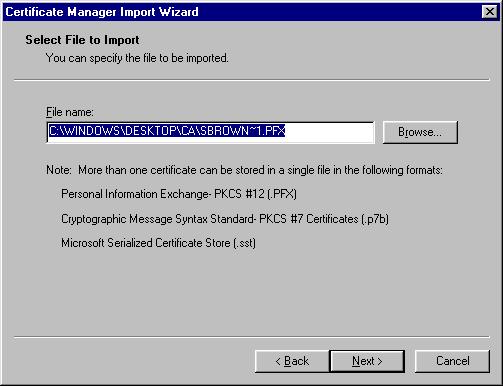 Certificate Manager Import Wizard
Select File to Import
You can specify the file to be imported.
File name:
C:\WINDOWS\DESKTOP\CA\SBROWN~1.PFX
Browse...
Note: More than one certificate can be stored in a single file in the following formats:
Personal Information Exchange- PKCS #12 (.PFX)
Cryptographic Message Syntax Standard- PKCS #7 Certificates (.p7b)
Microsoft Serialized Certificate Store (.sst)
< Back
Next >
Cancel